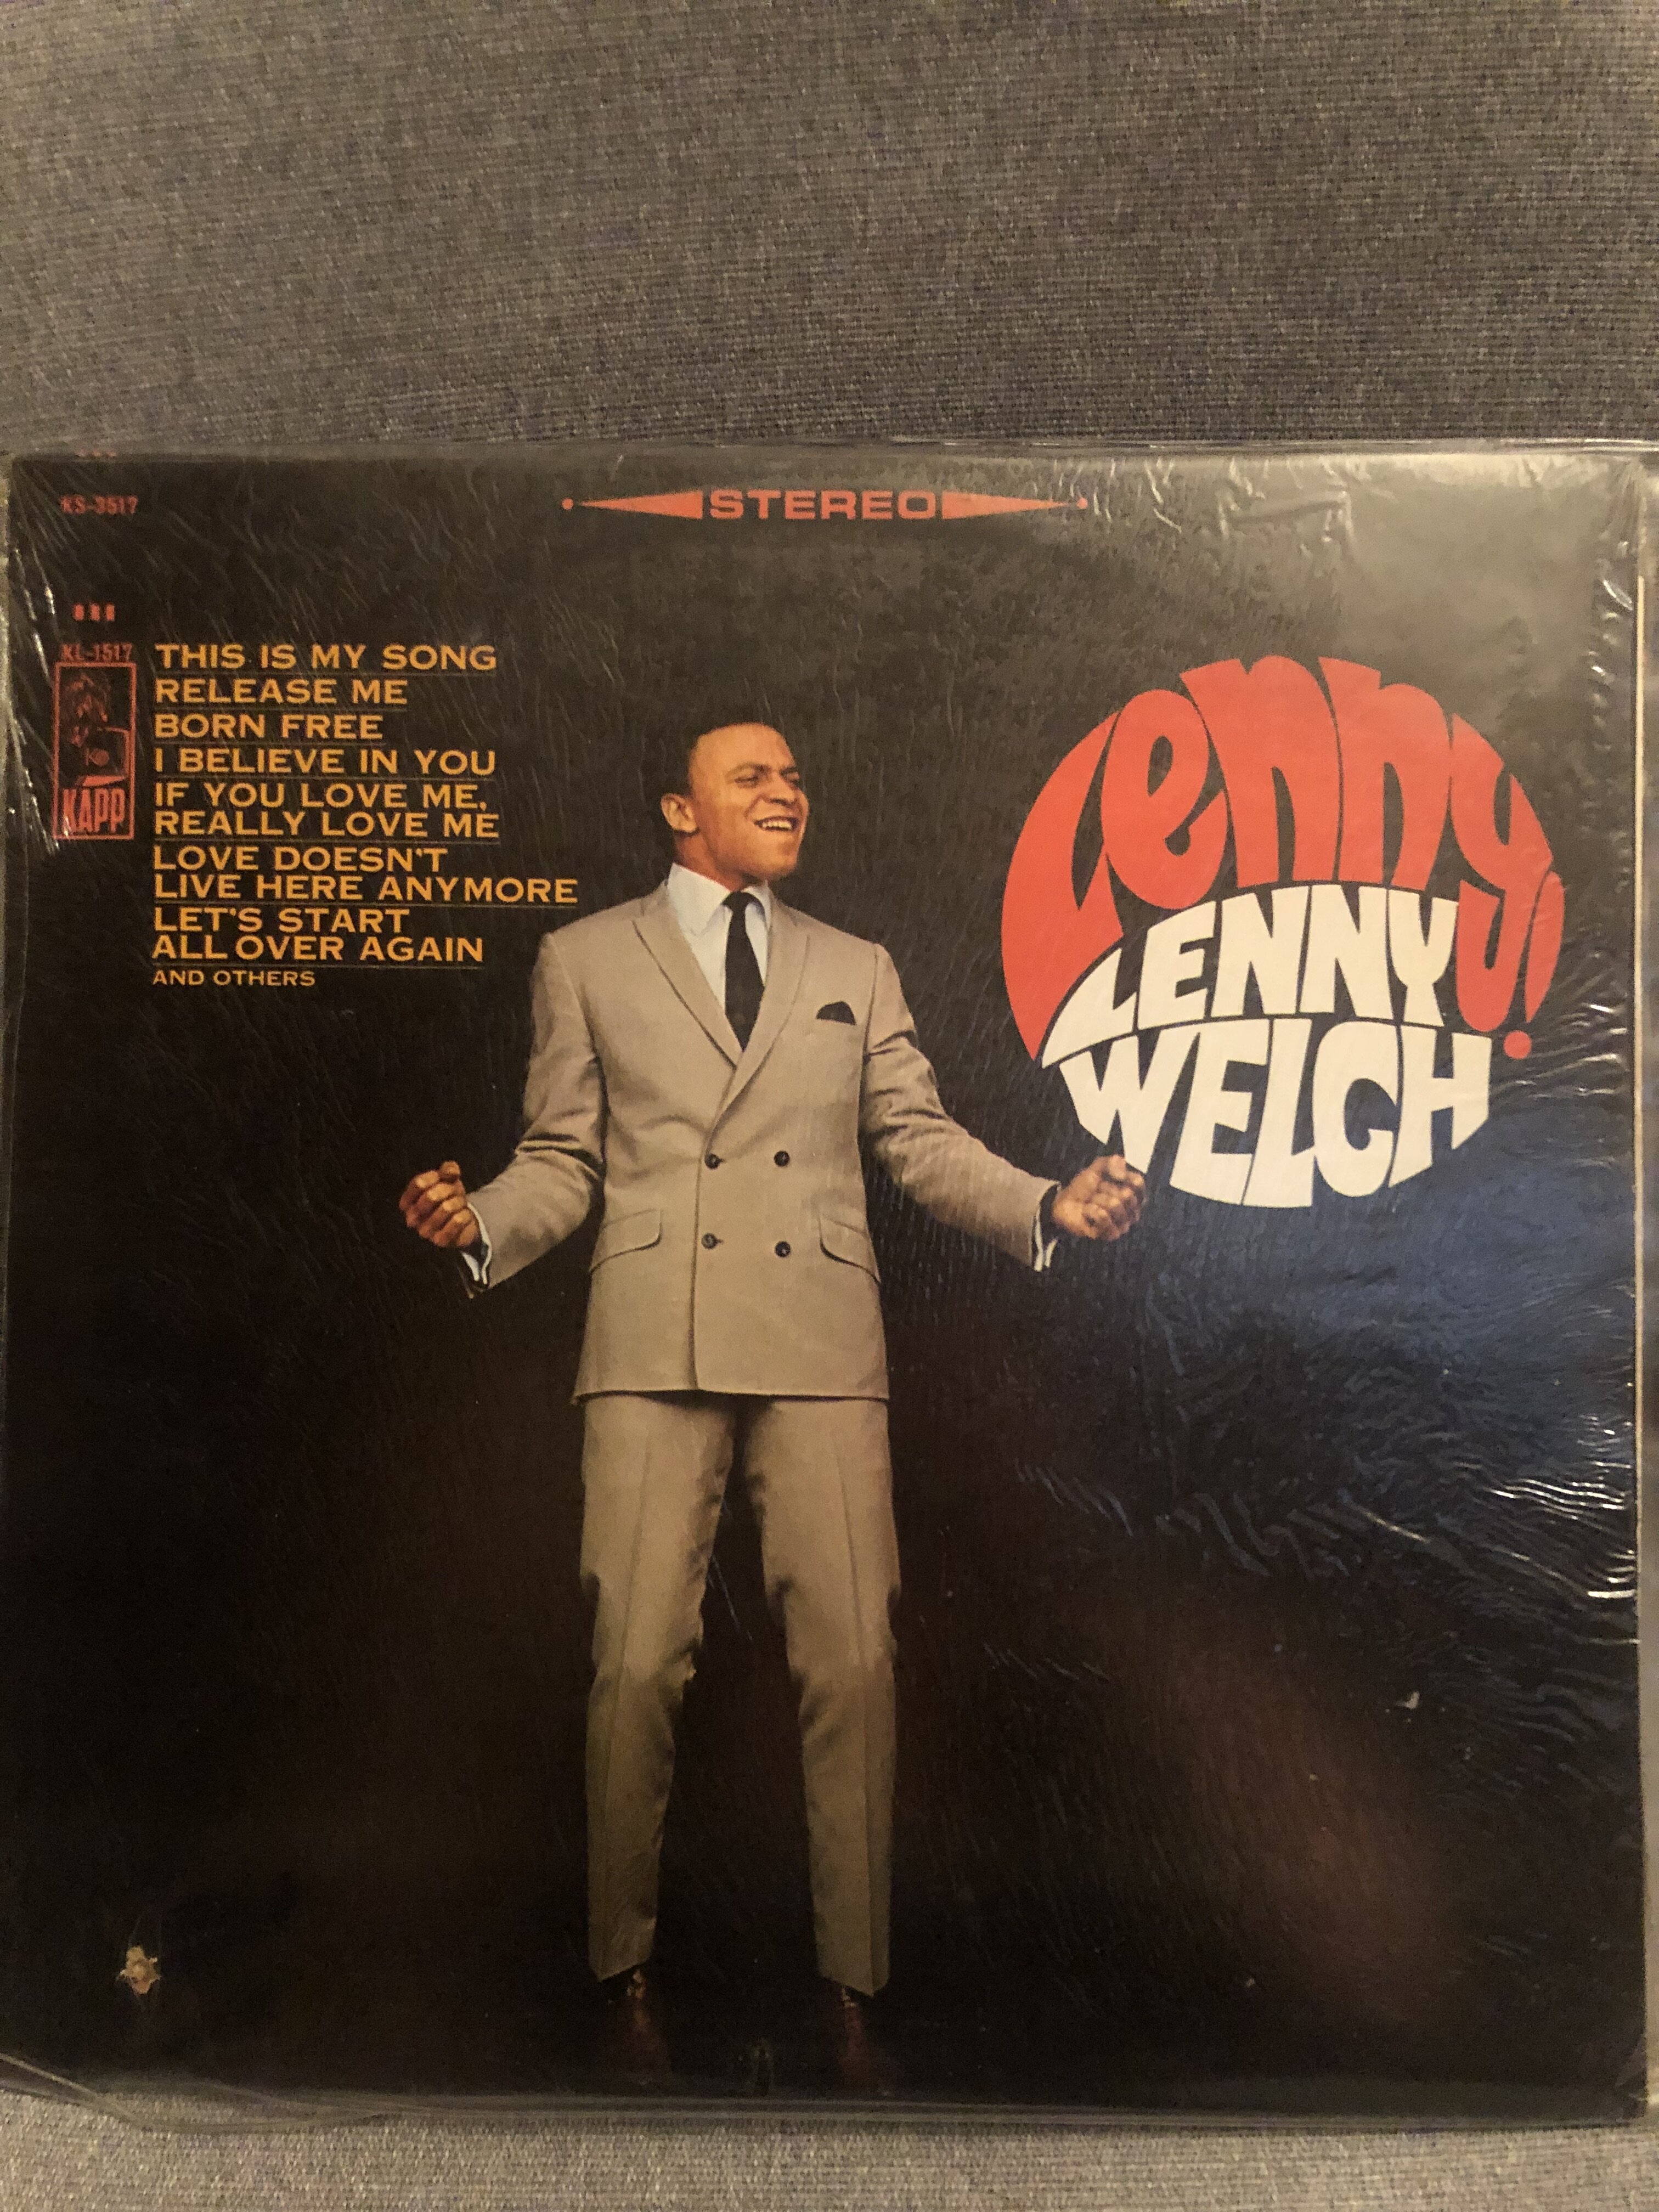 KS-3517
STEREO
KL-1517
THIS IS MY SONG
RELEASE ME
BORN FREE
I BELIEVE IN YOU
IF YOU LOVE ME,
REALLY LOVE ME
LOVE DOESN'T
LIVE HERE ANYMORE
LET'S START
ALL OVER AGAIN
AND OTHERS
KAPP
Lenny!
LENNY
WELCH